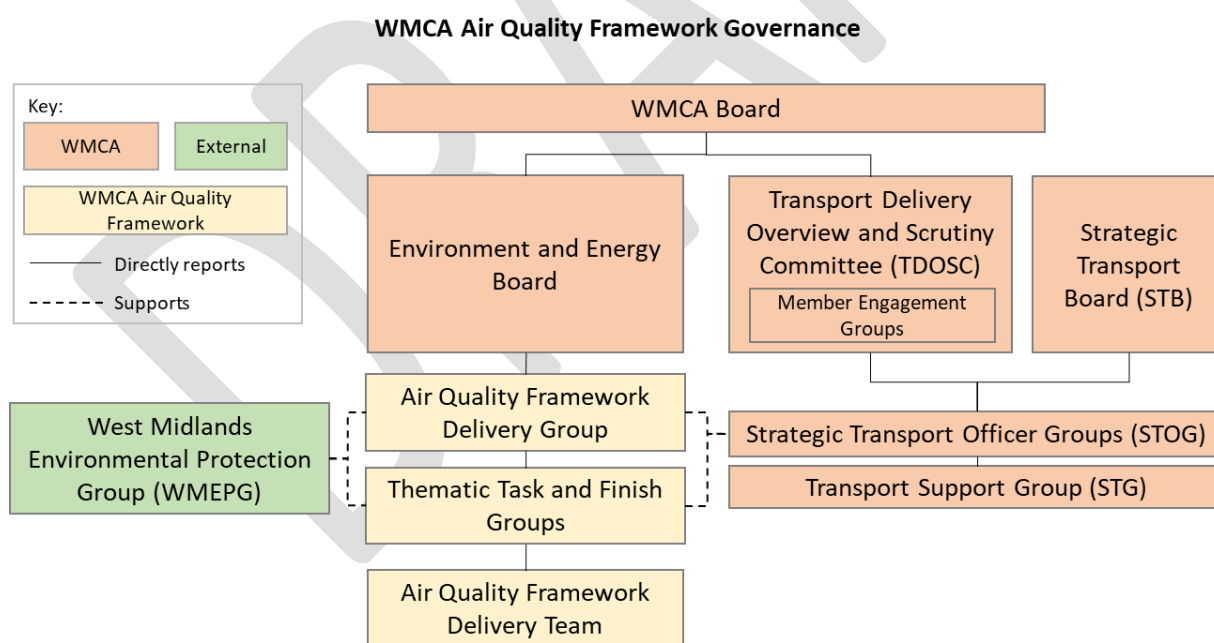 WMCA Air Quality Framework Governance
Key:
WMCA
External
WMCA Air Quality
Framework
Directly reports
Supports
WMCA Board
Environment and Energy
Board
Transport Delivery
Overview and Scrutiny
Committee (TDOSC)
Member Engagement
Groups
Strategic
Transport
Board (STB)
West Midlands
Environmental Protection
Group (WMEPG)
Air Quality Framework
Delivery Group
Thematic Task and Finish
Groups
Air Quality Framework
Delivery Team
Strategic Transport Officer Groups (STOG)
Transport Support Group (STG)